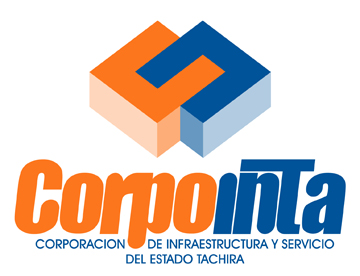 Corpointa
CORPORACION DE INFRAESTRUCTURA Y SERVICIO
DEL ESTADO TACHIRA